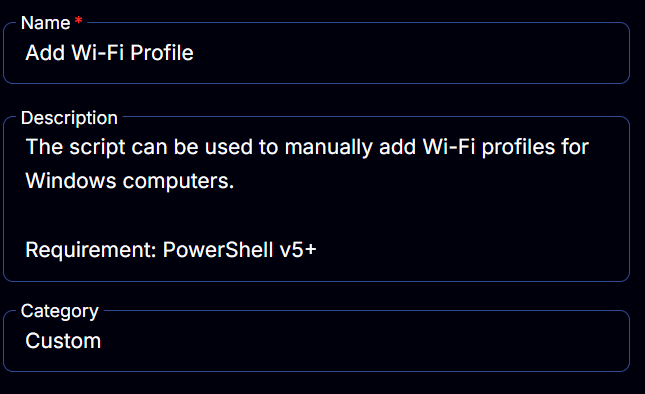 Name *
Add Wi-Fi Profile
Description
The script can be used to manually add Wi-Fi profiles for
Windows computers.
Requirement: PowerShell v5+
Category
Custom